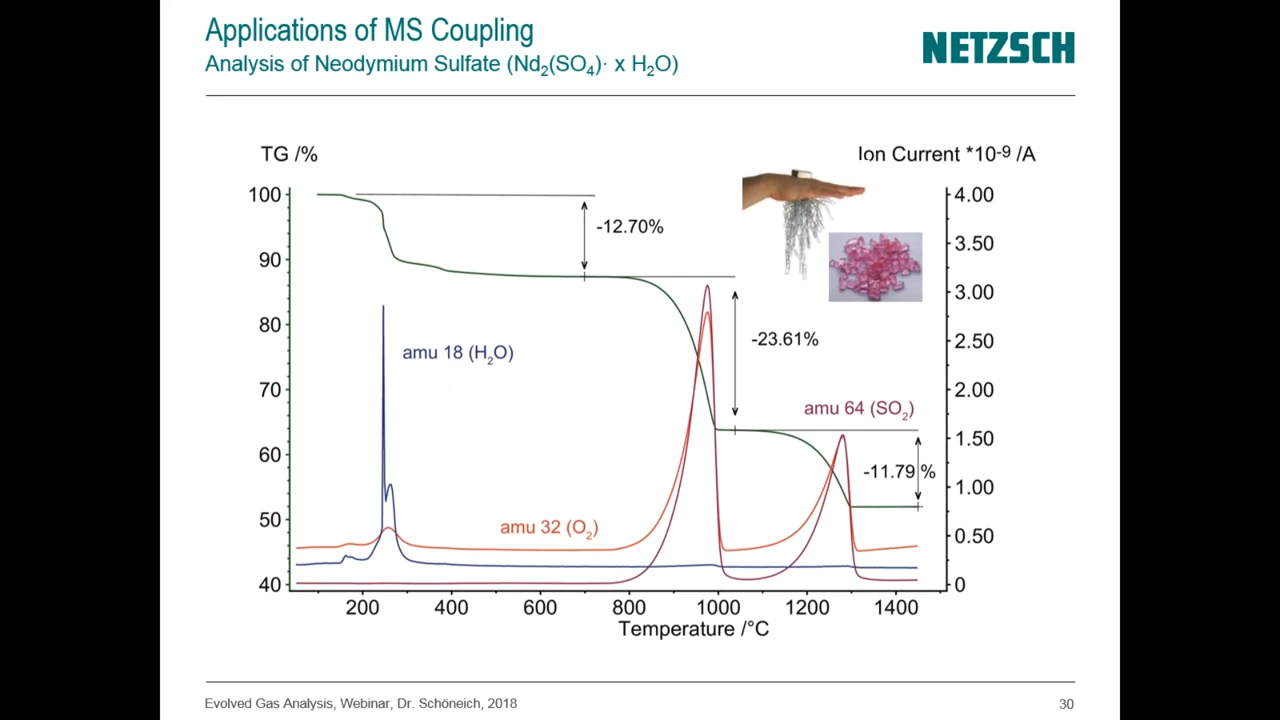 Applications of MS Coupling
Analysis of Neodymium Sulfate (Nd₂(SO₄)· x H₂O)
NETZSCH
TG /%
Ion Current *10⁻⁹ /A
100
90
80
70
60
50
40
4.00
3.50
3.00
2.50
2.00
1.50
1.00
0.50
0
-12.70%
-23.61%
-11.79 %
amu 18 (H₂O)
amu 64 (SO₂)
amu 32 (O₂)
200 400 600 800 1000 1200 1400
Temperature /°C
Evolved Gas Analysis, Webinar, Dr. Schöneich, 2018
30